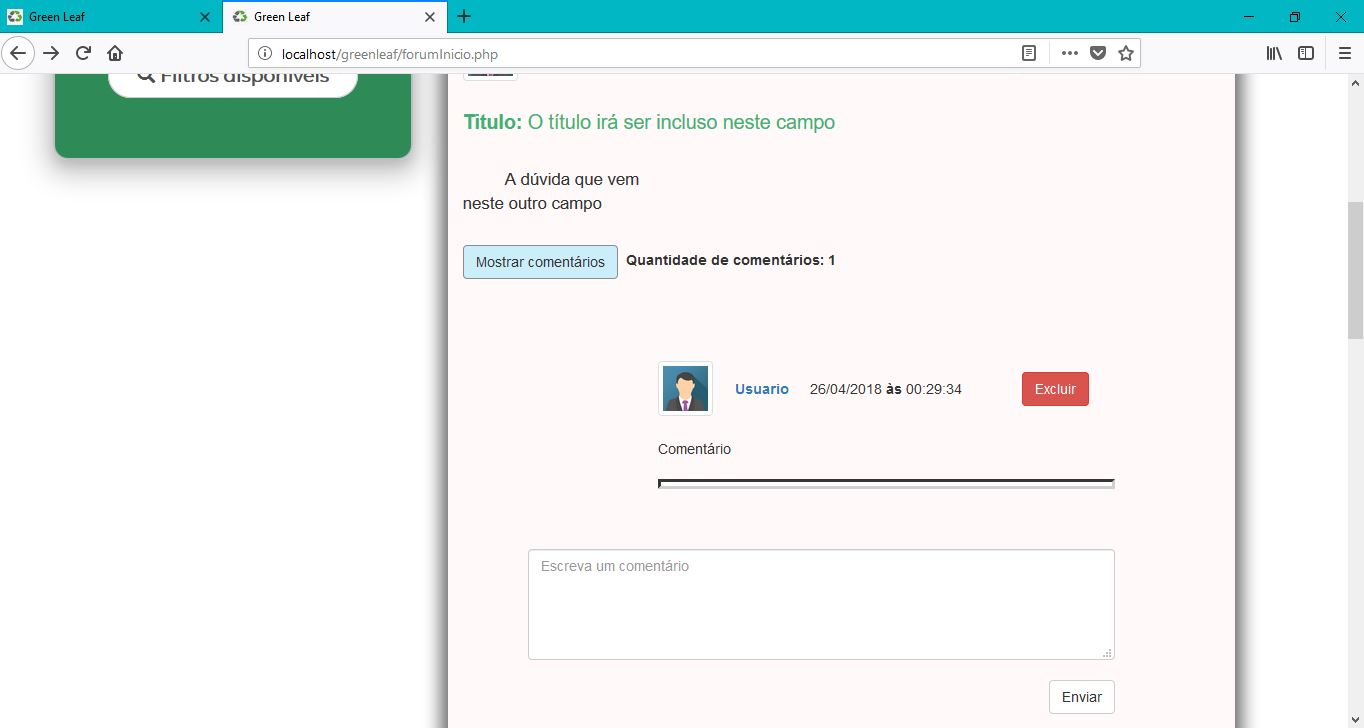 Green Leaf
Green Leaf
localhost/greenleaf/forumInicio.php
Filtros disponíveis
Titulo: O título irá ser incluso neste campo
A dúvida que vem
neste outro campo
Mostrar comentários
Quantidade de comentários: 1
Usuario 26/04/2018 às 00:29:34
Excluir
Comentário
Escreva um comentário
Enviar